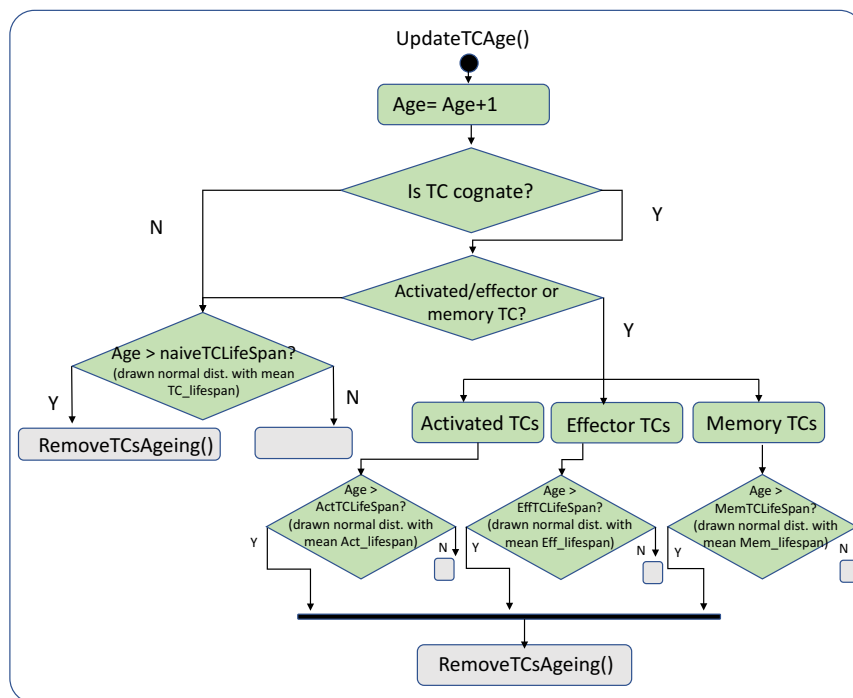 UpdateTCAge()
Age= Age+1
Is TC cognate?
N
Y
Activated/effector or
memory TC?
Y
Age > naiveTCLifeSpan?
(drawn normal dist. with mean
TC_lifespan)
Y
N
RemoveTCsAgeing()
Activated TCs
Effector TCs
Memory TCs
Age >
ActTCLifeSpan?
(drawn normal dist. with
mean Act_lifespan)
Y
N
Age >
EffTCLifeSpan?
(drawn normal dist. with
mean Eff_lifespan)
Y
N
Age >
MemTCLifeSpan?
(drawn normal dist. with
mean Mem_lifespan)
Y
N
RemoveTCsAgeing()